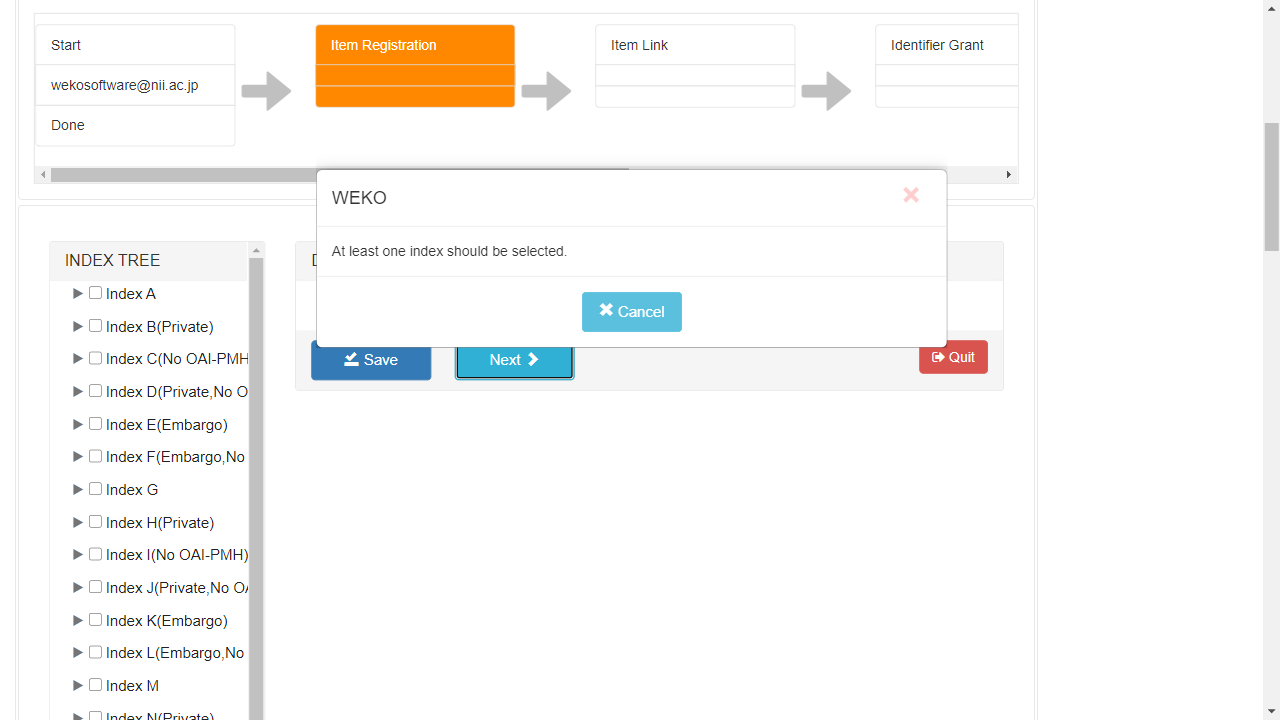 Start
Item Registration
Item Link
Identifier Grant
wekosoftware@nii.ac.jp
Done
WEKO
At least one index should be selected.
Cancel
INDEX TREE
Index A
Index B(Private)
Index C(No OAI-PMH
Index D(Private,No O
Index E(Embargo)
Index F(Embargo,No
Index G
Index H(Private)
Index I(No OAI-PMH)
Index J(Private,No OA
Index K(Embargo)
Index L(Embargo,No
Index M
Index N(Private)
Save
Next
Quit